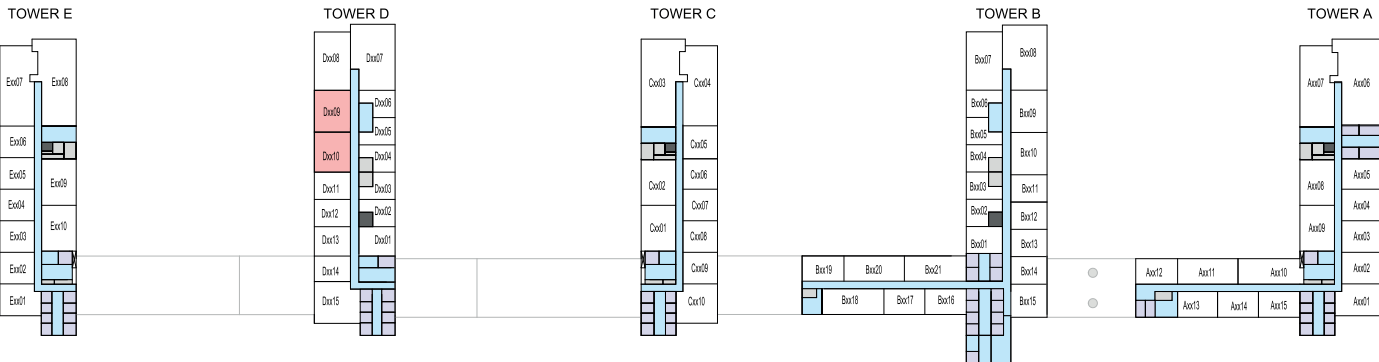 TOWER E
TOWER D
TOWER C
TOWER B
TOWER A
Exx07
Exx08
Exx06
Exx05
Exx09
Exx04
Exx03
Exx10
Exx02
Exx01
Dxx08
Dxx07
Dxx09
Dxx06
Dxx05
Dxx10
Dxx04
Dxx11
Dxx03
Dxx12
Dxx02
Dxx13
Dxx01
Dxx14
Dxx15
Cxx03
Cxx04
Cxx05
Cxx02
Cxx06
Cxx07
Cxx01
Cxx08
Cxx09
Cxx10
Bxx07
Bxx08
Bxx06
Bxx09
Bxx05
Bxx04
Bxx10
Bxx03
Bxx11
Bxx02
Bxx12
Bxx01
Bxx13
Bxx19
Bxx20
Bxx21
Bxx14
Bxx18
Bxx17
Bxx16
Bxx15
Axx07
Axx06
Axx05
Axx08
Axx04
Axx09
Axx03
Axx12
Axx11
Axx10
Axx02
Axx13
Axx14
Axx15
Axx01